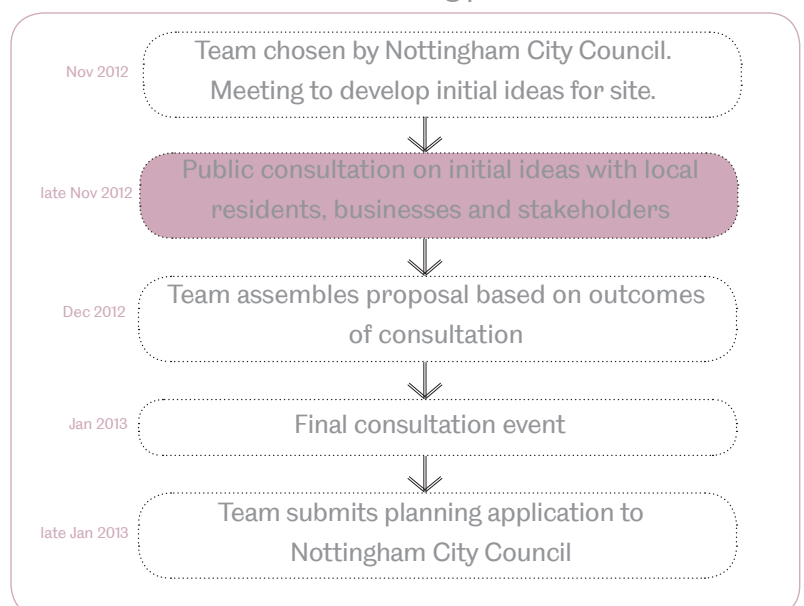 Nov 2012
Team chosen by Nottingham City Council.
Meeting to develop initial ideas for site.
late Nov 2012
Public consultation on initial ideas with local
residents, businesses and stakeholders
Dec 2012
Team assembles proposal based on outcomes
of consultation
Jan 2013
Final consultation event
late Jan 2013
Team submits planning application to
Nottingham City Council